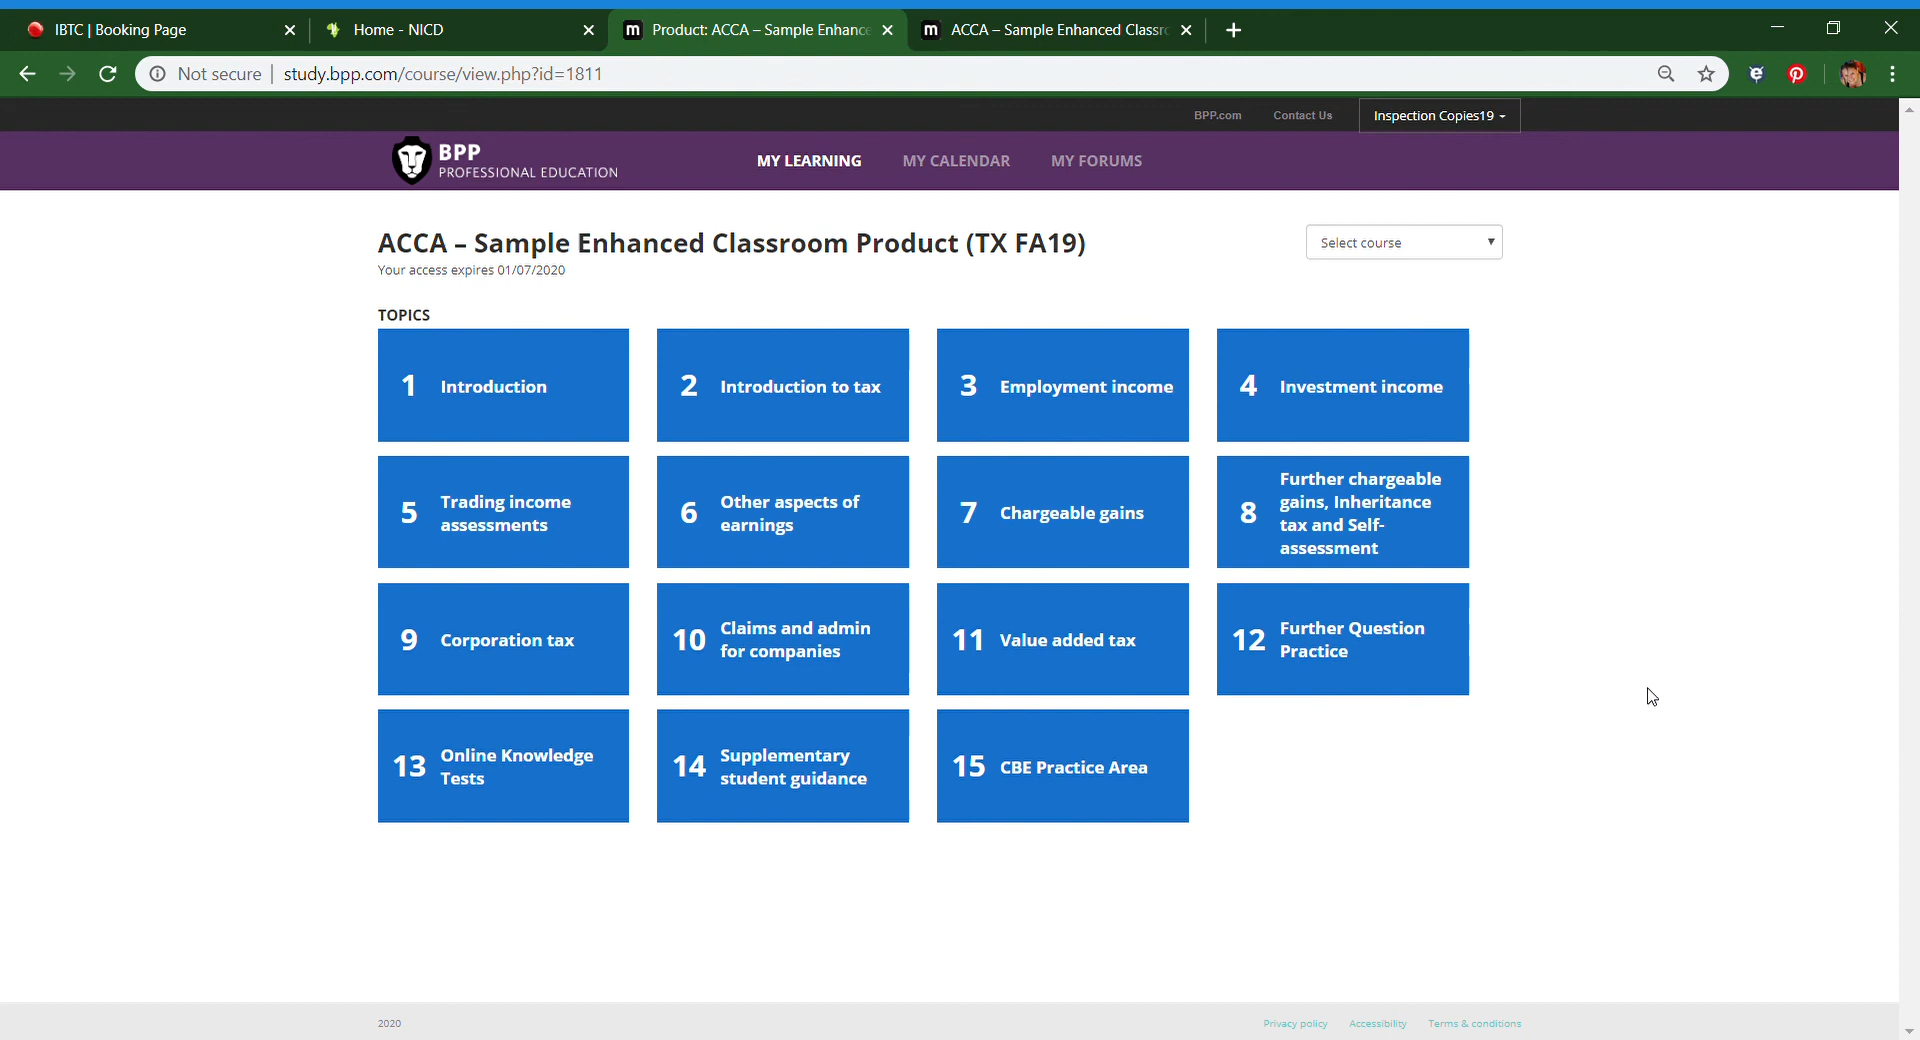 IBTC | Booking Page
Home - NICD
Product: ACCA – Sample Enhance
ACCA – Sample Enhanced Classr
Not secure | study.bpp.com/course/view.php?id=1811
BPP.com
Contact Us
Inspection Copies19
BPP
PROFESSIONAL EDUCATION
MY LEARNING
MY CALENDAR
MY FORUMS
ACCA – Sample Enhanced Classroom Product (TX FA19)
Select course
Your access expires 01/07/2020
TOPICS
1 Introduction
2 Introduction to tax
3 Employment income
4 Investment income
5 Trading income
assessments
6 Other aspects of
earnings
7 Chargeable gains
8 Further chargeable
gains, Inheritance
tax and Self-
assessment
9 Corporation tax
10 Claims and admin
for companies
11 Value added tax
12 Further Question
Practice
13 Online Knowledge
Tests
14 Supplementary
student guidance
15 CBE Practice Area
2020
Privacy policy
Accessibility
Terms & conditions